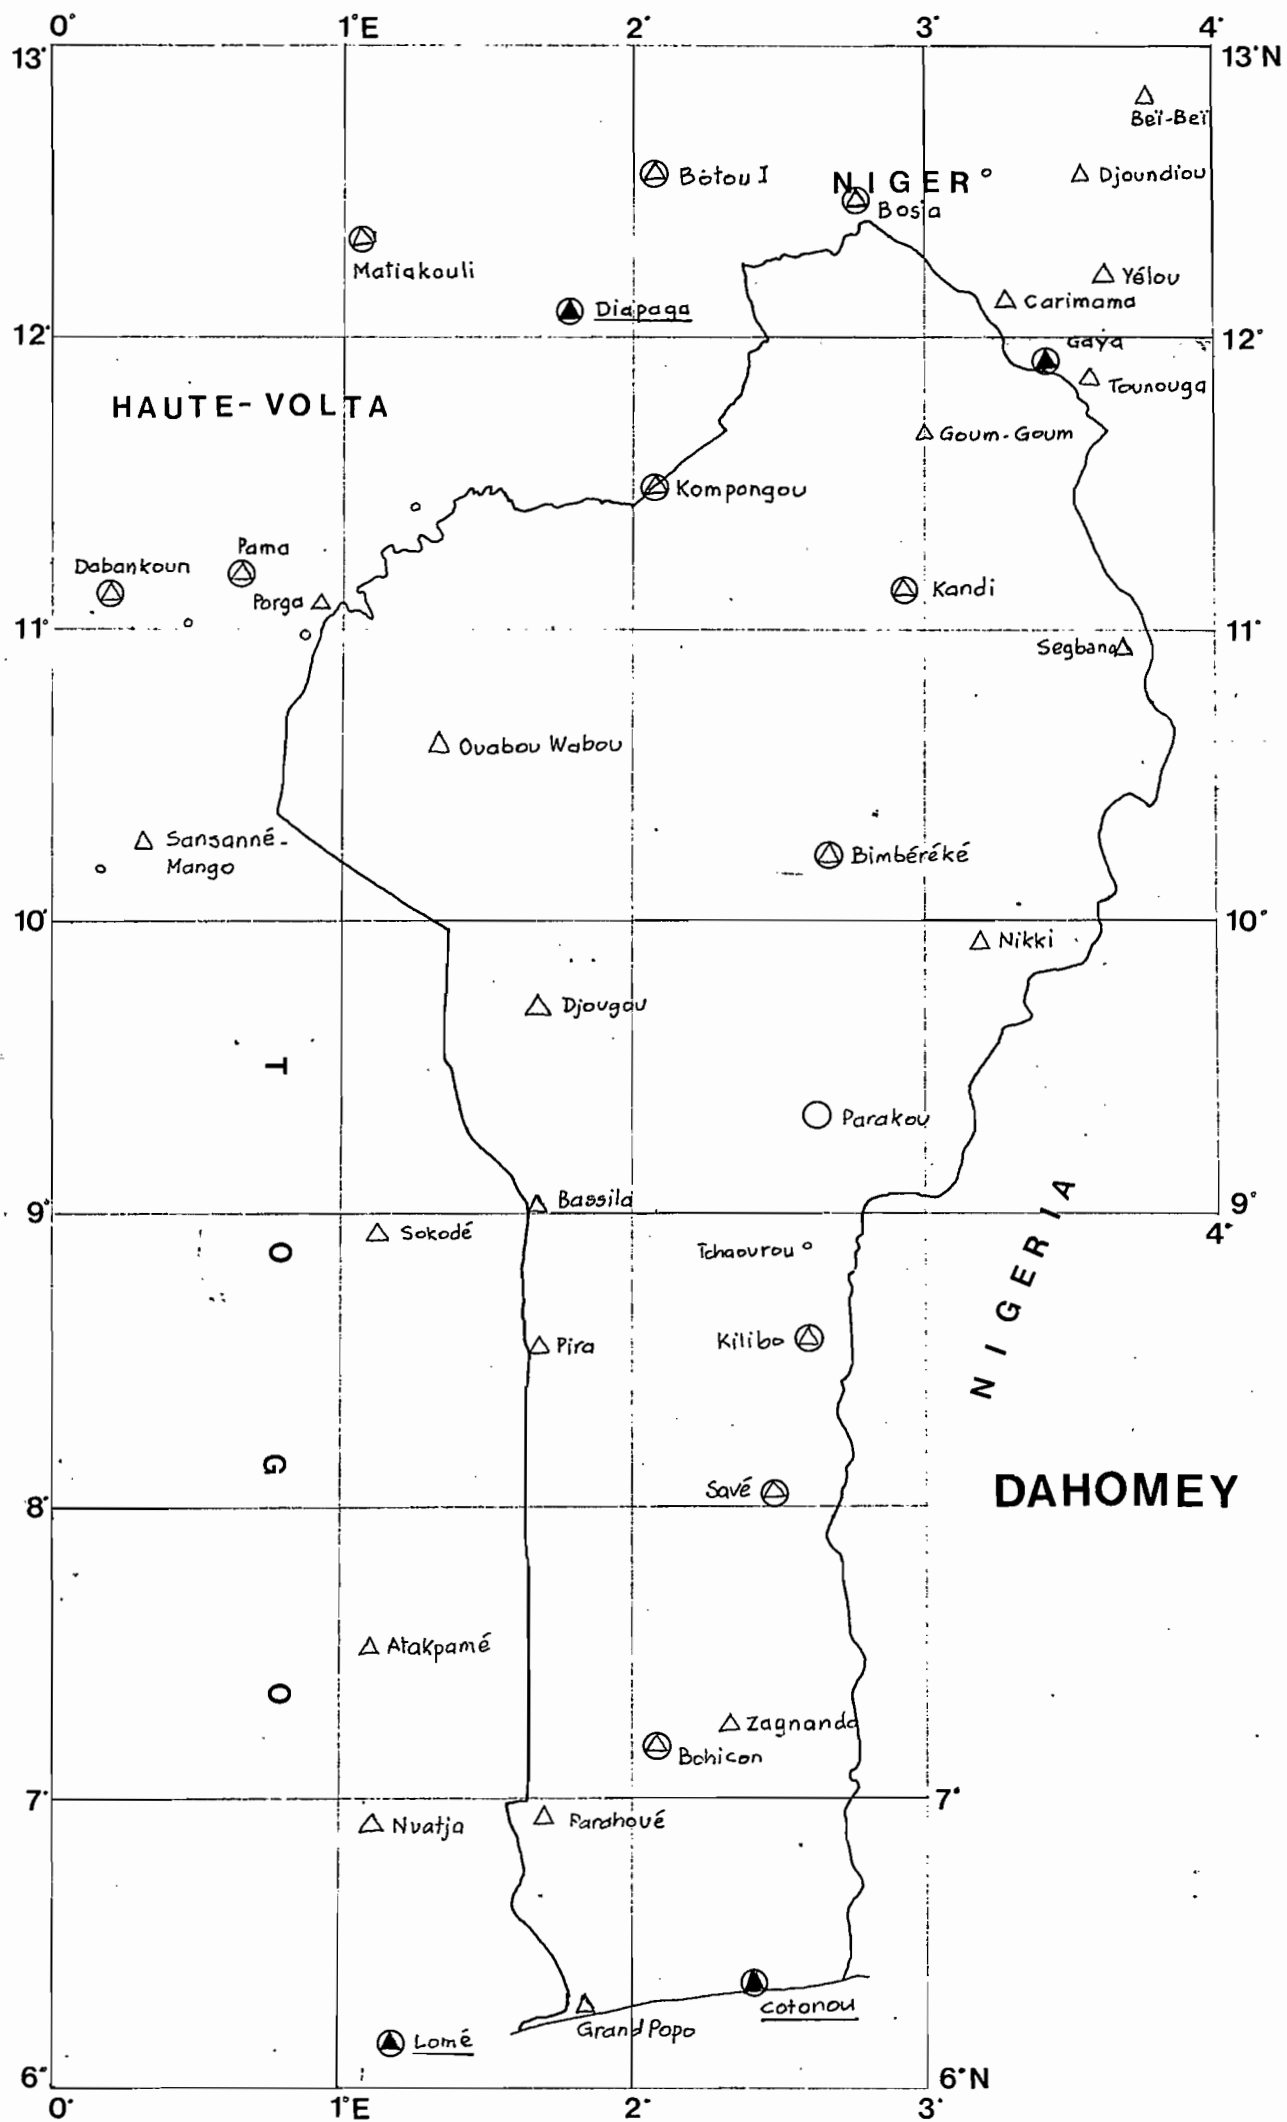 0° 1°E 2° 3° 4°
13° 13°N
Beï-Beï
Bótou I
NIGER
Djoundiou
Bosia
Matiakouli
Yélou
Carimama
Diapaga
12° 12°
Gaya
Tounouga
HAUTE-VOLTA
Goum-Goum
Kompongou
Pama
Dabankoun
Kandi
Porga
11° 11°
Segbana
Ouabou Wabou
Sansanné-
Mango
Bimbéréké
10° 10°
Nikki
Djougou
Parakou
Bassila
9° 9°
4°
Sokodé
Tchaourou
TOGO
NIGERIA
Kilibo
Pira
Savé
DAHOMEY
8°
Atakpamé
Zagnando
Bohicon
7° 7°
Nuatja
Parahoué
Cotonou
Grand Popo
Lomé
6° 6°N
0° 1°E 2° 3°